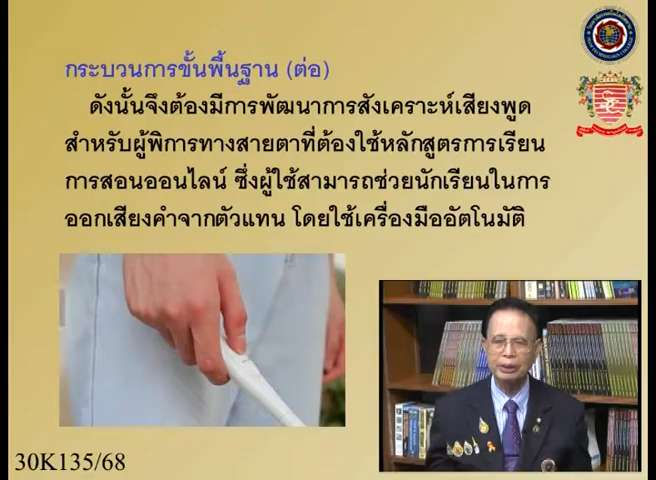 กระบวนการขั้นพื้นฐาน (ต่อ)
ดังนั้นจึงต้องมีการพัฒนาการสังเคราะห์เสียงพูด
สำหรับผู้พิการทางสายตาที่ต้องใช้หลักสูตรการเรียน
การสอนออนไลน์ ซึ่งผู้ใช้สามารถช่วยนักเรียนในการ
ออกเสียงคำจากตัวแทน โดยใช้เครื่องมืออัตโนมัติ
30K135/68